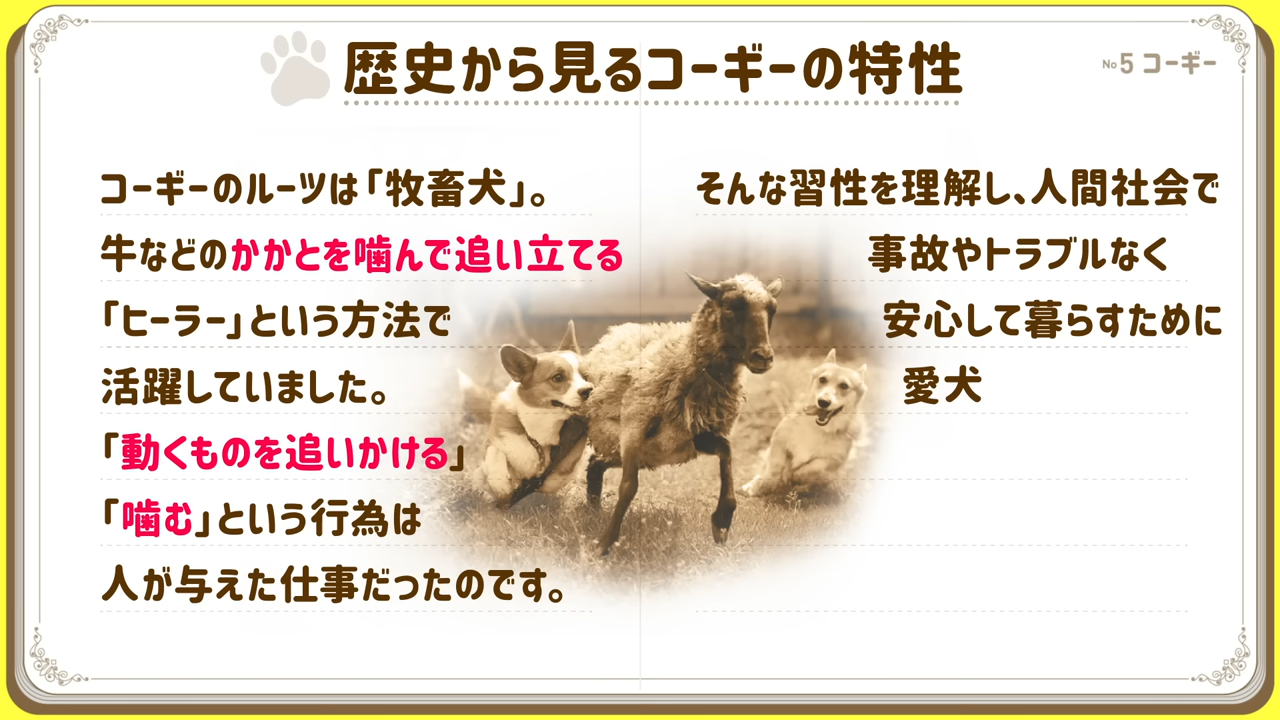 歴史から見るコーギーの特性
№5 コーギー
コーギーのルーツは「牧畜犬」。
牛などのかかとを噛んで追い立てる
「ヒーラー」という方法で
活躍していました。
「動くものを追いかける」
「噛む」という行為は
人が与えた仕事だったのです。
そんな習性を理解し、人間社会で
事故やトラブルなく
安心して暮らすために
愛犬